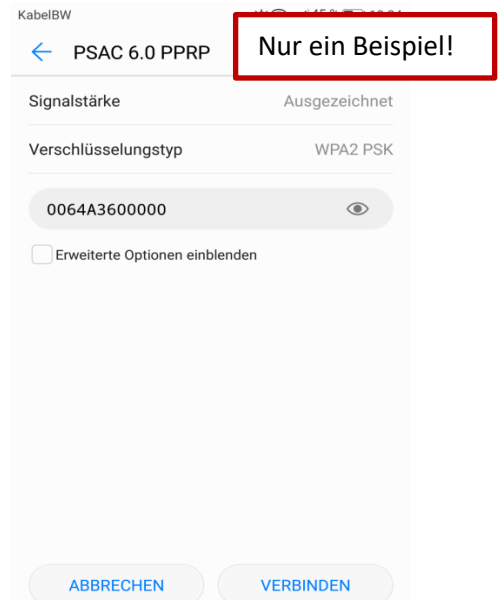 KabelBW
Nur ein Beispiel!
PSAC 6.0 PPRP
Signalstärke Ausgezeichnet
Verschlüsselungstyp WPA2 PSK
0064A3600000
Erweiterte Optionen einblenden
ABBRECHEN VERBINDEN